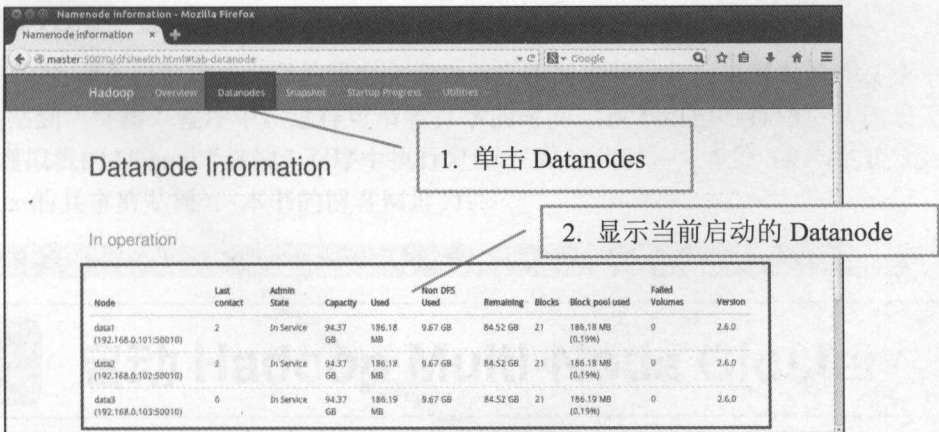 Namenode information - Mozilla Firefox
Namenode information
master:50070/dfshealth.html#tab-datanode
Google
Hadoop Overview Datanodes Snapshot Startup Progress Utilities
1. 单击 Datanodes
Datanode Information
2. 显示当前启动的 Datanode
In operation
Node Last contact Admin State Capacity Used Non DFS Used Remaining Blocks Block pool used Failed Volumes Version
data1 (192.168.0.101:50010) 2 In Service 94.37 GB 186.18 MB 9.67 GB 84.52 GB 21 186.18 MB (0.19%) 0 2.6.0
data2 (192.168.0.102:50010) 2 In Service 94.37 GB 186.18 MB 9.67 GB 84.52 GB 21 186.18 MB (0.19%) 0 2.6.0
data3 (192.168.0.103:50010) 0 In Service 94.37 GB 186.19 MB 9.67 GB 84.52 GB 21 186.19 MB (0.19%) 0 2.6.0